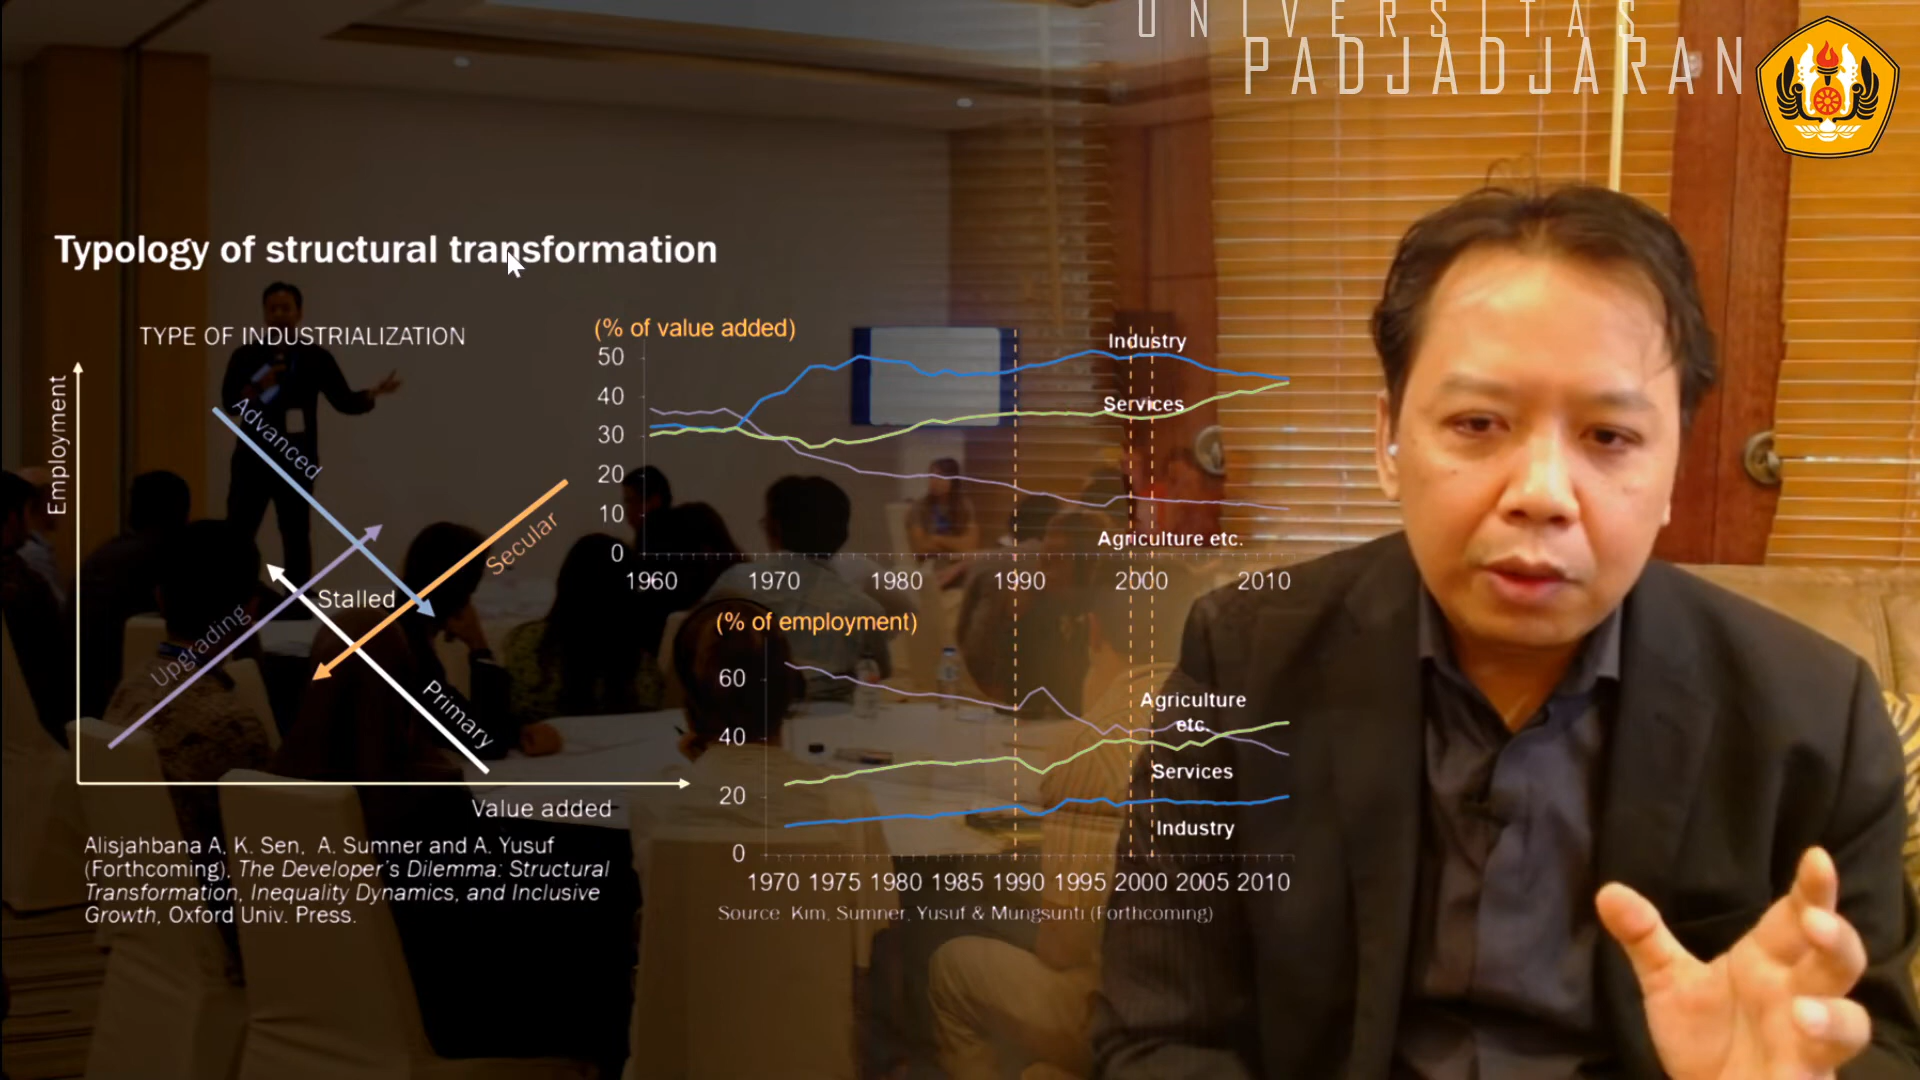 UNIVERSITAS
PADJADJARAN
Typology of structural transformation
TYPE OF INDUSTRIALIZATION
Employment
Advanced
Secular
Stalled
Upgrading
Primary
Value added
Alisjahbana A, K. Sen, A. Sumner and A. Yusuf
(Forthcoming), The Developer's Dilemma: Structural
Transformation, Inequality Dynamics, and Inclusive
Growth, Oxford Univ. Press.
(% of value added)
50
40
30
20
10
0
Industry
Services
Agriculture etc.
1960 1970 1980 1990 2000 2010
(% of employment)
60
40
20
0
Agriculture
etc.
Services
Industry
1970 1975 1980 1985 1990 1995 2000 2005 2010
Source Kim, Sumner, Yusuf & Mungsunti (Forthcoming)